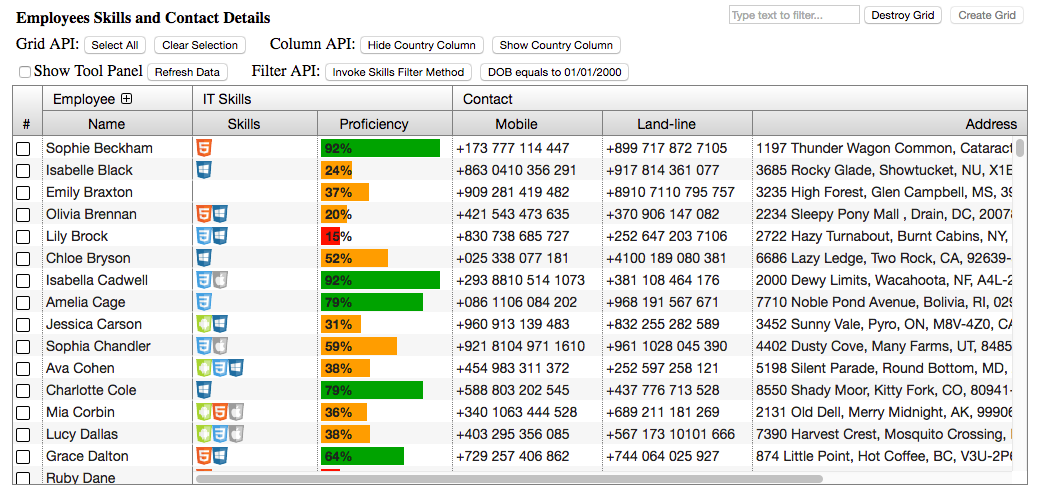 Employees Skills and Contact Details
Type text to filter... Destroy Grid Create Grid
Grid API: Select All Clear Selection Column API: Hide Country Column Show Country Column
Show Tool Panel Refresh Data Filter API: Invoke Skills Filter Method DOB equals to 01/01/2000
Employee IT Skills Contact
# Name Skills Proficiency Mobile Land-line Address
Sophie Beckham 92% +173 777 114 447 +899 717 872 7105 1197 Thunder Wagon Common, Cataract
Isabelle Black 24% +863 0410 356 291 +917 814 361 077 3685 Rocky Glade, Showtucket, NU, X1E
Emily Braxton 37% +909 281 419 482 +8910 7110 795 757 3235 High Forest, Glen Campbell, MS, 39
Olivia Brennan 20% +421 543 473 635 +370 906 147 082 2234 Sleepy Pony Mall , Drain, DC, 2007
Lily Brock 15% +830 738 685 727 +252 647 203 7106 2722 Hazy Turnabout, Burnt Cabins, NY,
Chloe Bryson 52% +025 338 077 181 +4100 189 080 381 6686 Lazy Ledge, Two Rock, CA, 92639-
Isabella Cadwell 92% +293 8810 514 1073 +381 108 464 176 2000 Dewy Limits, Wacahoota, NF, A4L-2
Amelia Cage 79% +086 1106 084 202 +968 191 567 671 7710 Noble Pond Avenue, Bolivia, RI, 029
Jessica Carson 31% +960 913 139 483 +832 255 282 589 3452 Sunny Vale, Pyro, ON, M8V-4Z0, CA
Sophia Chandler 59% +921 8104 971 1610 +961 1028 045 390 4402 Dusty Cove, Many Farms, UT, 8485
Ava Cohen 38% +454 983 311 372 +252 597 258 121 5198 Silent Parade, Round Bottom, MD,
Charlotte Cole 79% +588 803 202 545 +437 776 713 528 8550 Shady Moor, Kitty Fork, CO, 80941-
Mia Corbin 36% +340 1063 444 528 +689 211 181 269 2131 Old Dell, Merry Midnight, AK, 99906
Lucy Dallas 38% +403 295 356 085 +567 173 10101 666 7390 Harvest Crest, Mosquito Crossing,
Grace Dalton 64% +729 257 406 862 +744 064 025 927 874 Little Point, Hot Coffee, BC, V3U-2P6
Ruby Dane